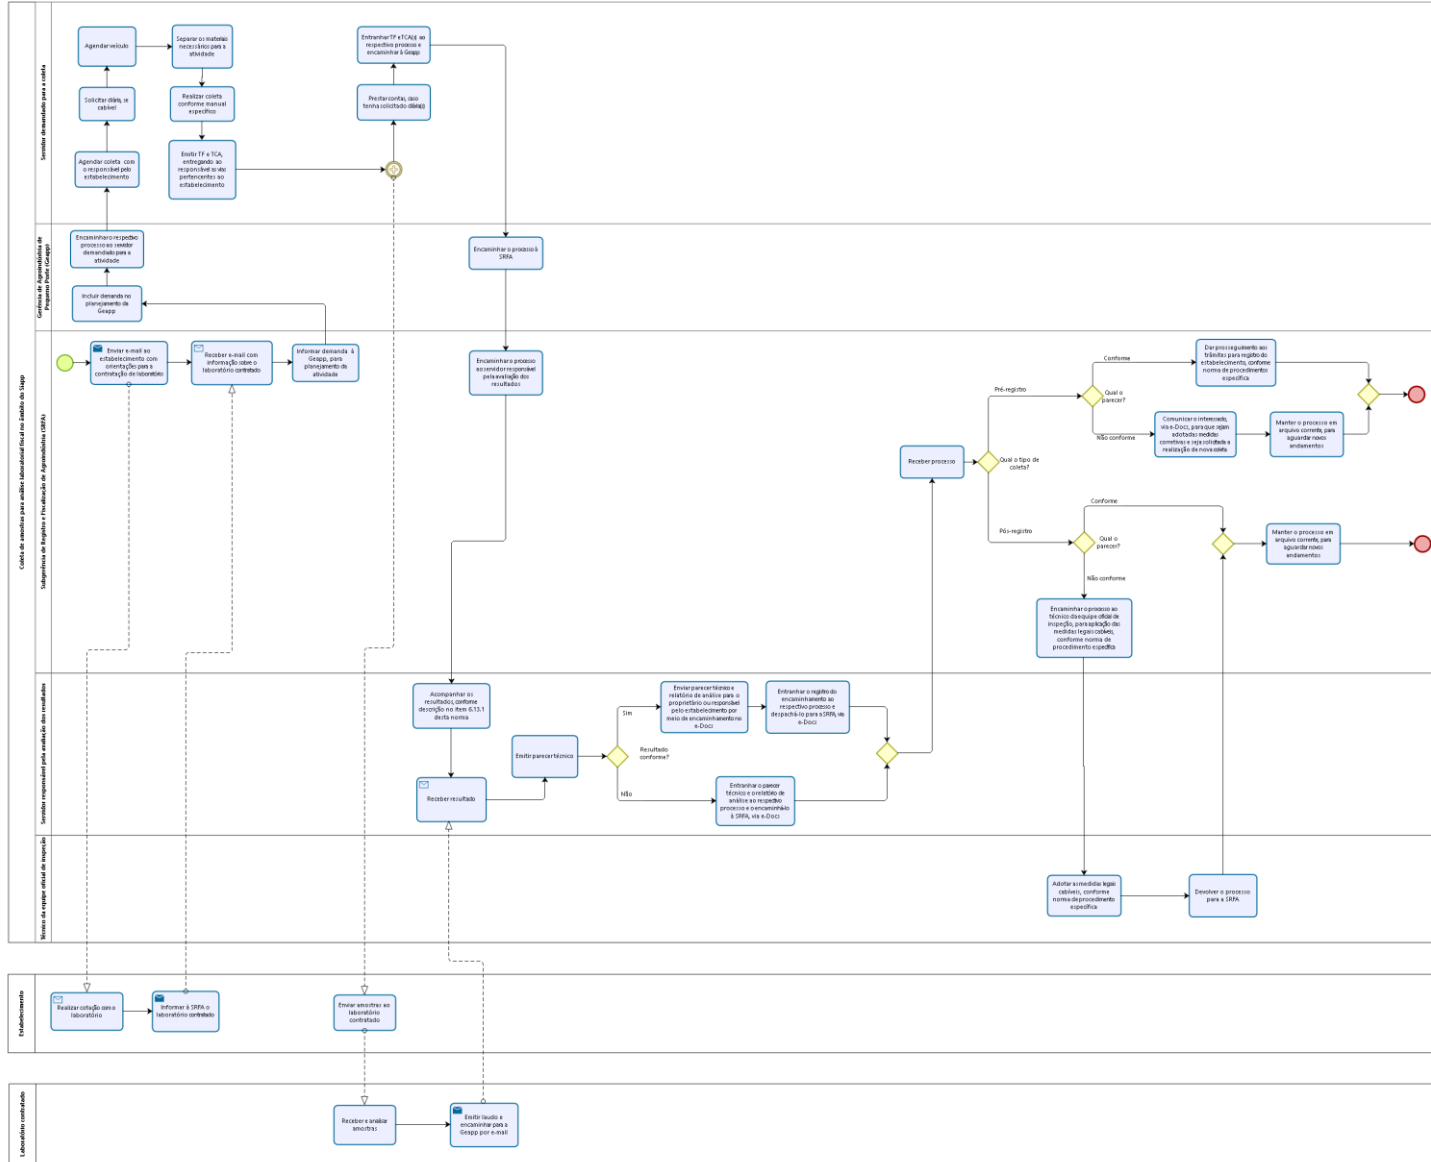 Coleta de amostras para análise laboratorial fiscal no âmbito do Siapp
Servidor demandado para a coleta
Agendar veículo
Separar os materiais
necessários para a
atividade
Entranhar TF e TCA(s) ao
respectivo processo e
encaminhar à Geapp
Solicitar diária, se
cabível
Realizar coleta
conforme manual
específico
Prestar contas, caso
tenha solicitado diária(s)
Agendar coleta com
o responsável pelo
estabelecimento
Emitir TF e TCA,
entregando ao
responsável as vias
pertencentes ao
estabelecimento
Gerência de Agroindústria de
Pequeno Porte (Geapp)
Encaminhar o respectivo
processo ao servidor
demandado para a
atividade
Encaminhar o processo à
SRFA
Incluir demanda no
planejamento da
Geapp
Subgerência de Registro e Fiscalização de Agroindústria (SRFA)
Enviar e-mail ao
estabelecimento com
orientações para a
contratação de laboratório
Receber e-mail com
informação sobre o
laboratório contratado
Informar demanda à
Geapp, para
planejamento da
atividade
Encaminhar o processo
ao servidor responsável
pela avaliação dos
resultados
Receber processo
Qual o tipo de
coleta?
Pré-registro
Qual o
parecer?
Conforme
Dar prosseguimento aos
trâmites para registro do
estabelecimento, conforme
norma de procedimentos
específica
Não conforme
Comunicar o interessado,
via e-Docs, para que sejam
adotadas medidas
corretivas e seja solicitada a
realização de nova coleta
Manter o processo em
arquivo corrente, para
aguardar novos
andamentos
Pós-registro
Qual o
parecer?
Conforme
Manter o processo em
arquivo corrente, para
aguardar novos
andamentos
Não conforme
Encaminhar o processo ao
técnico da equipe oficial de
inspeção, para aplicação das
medidas legais cabíveis,
conforme norma de
procedimento específica
Servidor responsável pela avaliação dos resultados
Acompanhar os
resultados, conforme
descrição no item 6.13.1
desta norma
Receber resultado
Emitir parecer técnico
Resultado
conforme?
Sim
Enviar parecer técnico e
relatório de análise para o
proprietário ou responsável
pelo estabelecimento por
meio de encaminhamento no
e-Docs
Entranhar o registro do
encaminhamento ao
respectivo processo e
despachá-lo para a SRFA, via
e-Docs
Não
Entranhar o parecer
técnico e o relatório de
análise ao respectivo
processo e o encaminhá-lo
à SRFA, via e-Docs
Técnico da equipe oficial de inspeção
Adotar as medidas legais
cabíveis, conforme
norma de procedimento
específica
Devolver o processo
para a SRFA
Estabelecimento
Realizar cotação com o
laboratório
Informar à SRFA o
laboratório contratado
Enviar amostras ao
laboratório
contratado
Laboratório contratado
Receber e analisar
amostras
Emitir laudo e
encaminhar para a
Geapp por e-mail